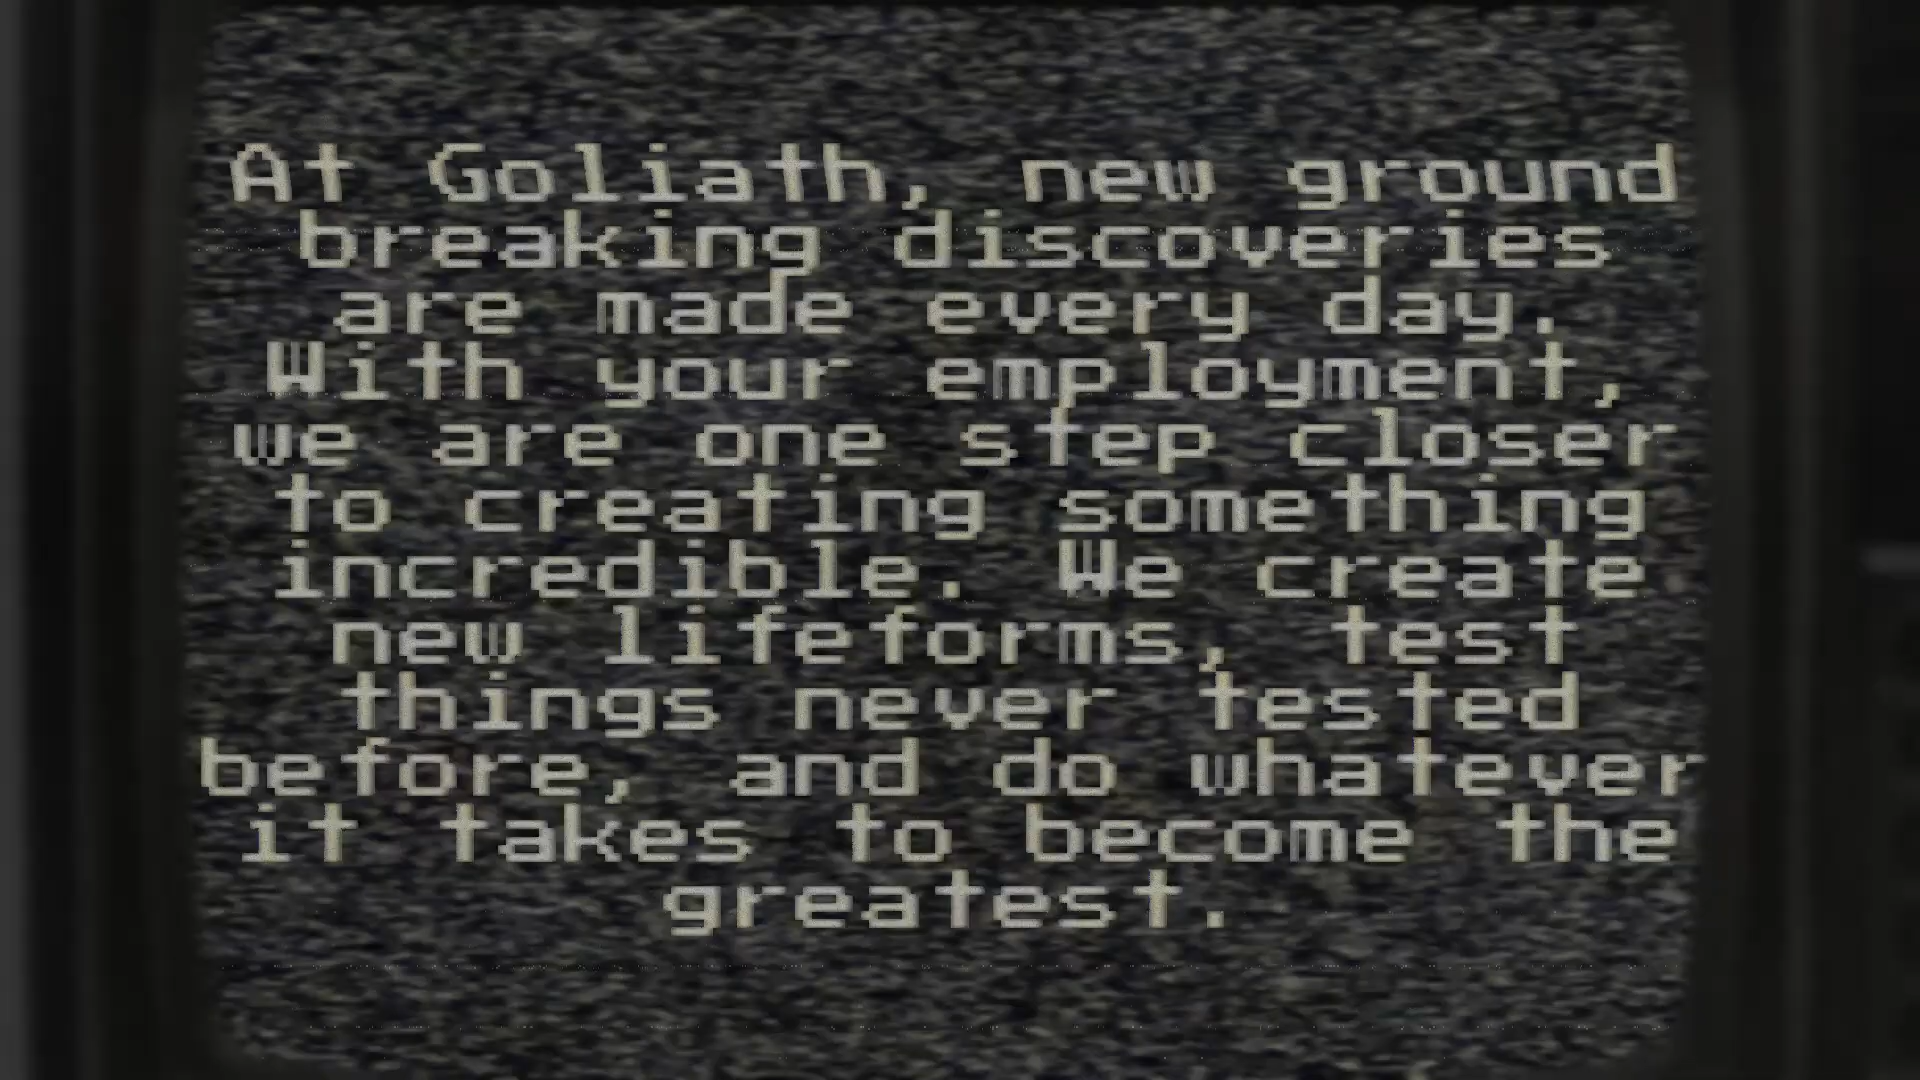 At Goliath, new ground
breaking discoveries
are made every day.
With your employment,
we are one step closer
to creating something
incredible. We create
new lifeforms, test
things never tested
before, and do whatever
it takes to become the
greatest.